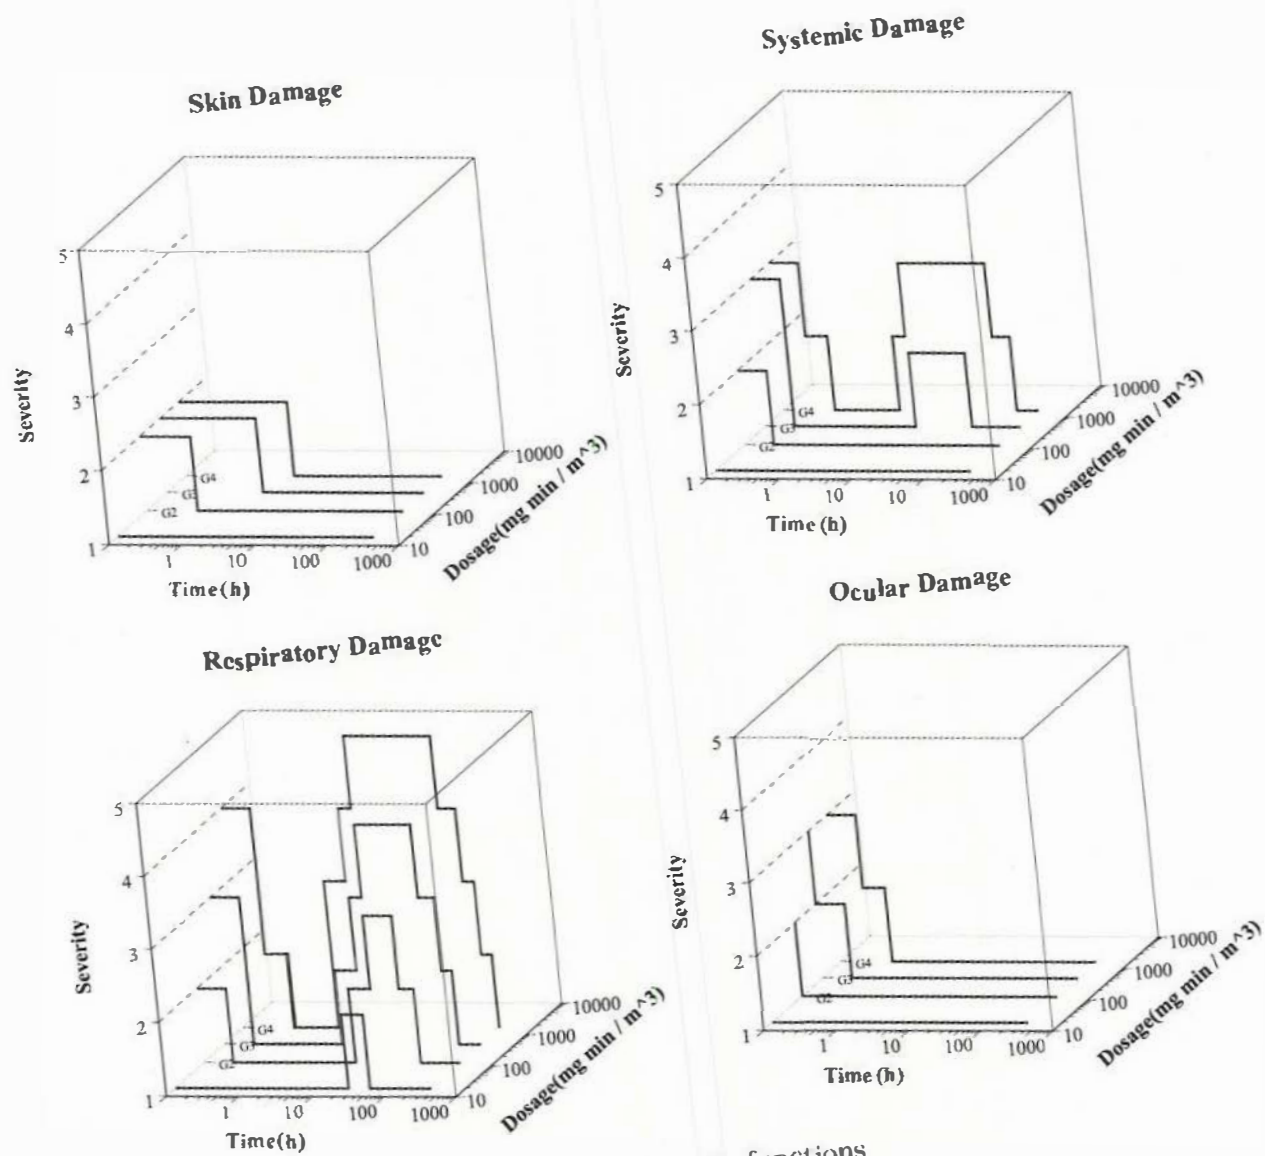 Skin Damage
5
4
3
2
1
Severity
G4
G3
G2
1 10 100 1000
Time(h)
10
100
1000
10000
Dosage(mg min / m^3)
Systemic Damage
5
4
3
2
1
Severity
G4
G3
G2
1 10 10 1000
Time (h)
10
100
1000
10000
Dosage(mg min / m^3)
Respiratory Damage
5
4
3
2
1
Severity
G4
G3
G2
1 10 100 1000
Time(h)
10
100
1000
10000
Dosage(mg min / m^3)
Ocular Damage
5
4
3
2
1
Severity
G4
G3
G2
1 10 100 1000
Time (h)
10
100
1000
10000
Dosage(mg min / m^3)
functions